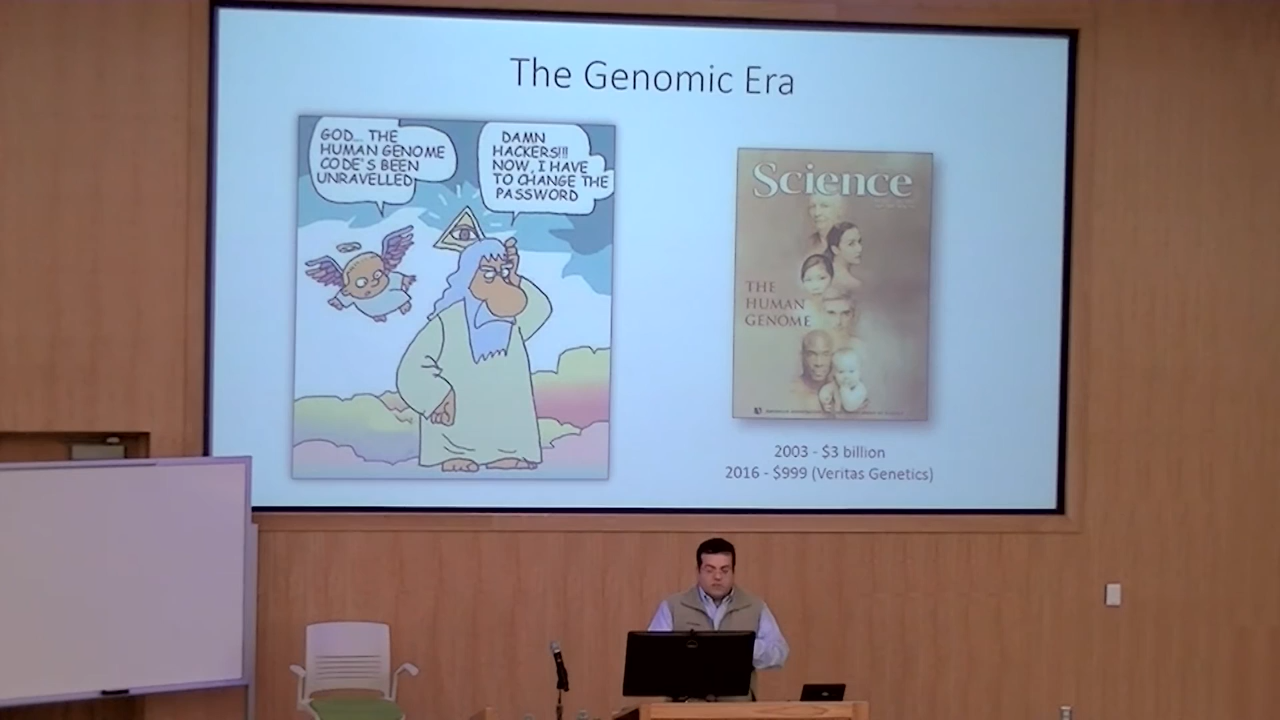 The Genomic Era
GOD... THE
HUMAN GENOME
CODE'S BEEN
UNRAVELLED
DAMN
HACKERS!!!
NOW, I HAVE
TO CHANGE THE
PASSWORD
Science
THE
HUMAN
GENOME
2003 - $3 billion
2016 - $999 (Veritas Genetics)